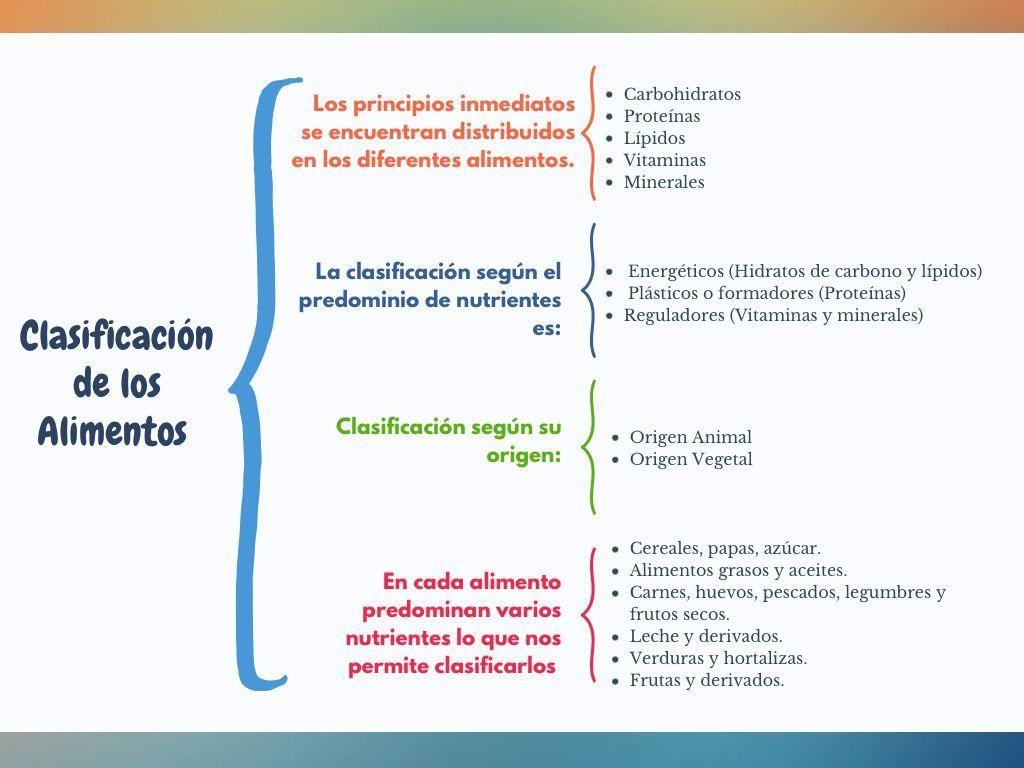 Clasificación
de los
Alimentos
Los principios inmediatos
se encuentran distribuidos
en los diferentes alimentos.
Carbohidratos
Proteínas
Lípidos
Vitaminas
Minerales
La clasificación según el
predominio de nutrientes
es:
Energéticos (Hidratos de carbono y lípidos)
Plásticos o formadores (Proteínas)
Reguladores (Vitaminas y minerales)
Clasificación según su
origen:
Origen Animal
Origen Vegetal
En cada alimento
predominan varios
nutrientes lo que nos
permite clasificarlos
Cereales, papas, azúcar.
Alimentos grasos y aceites.
Carnes, huevos, pescados, legumbres y
frutos secos.
Leche y derivados.
Verduras y hortalizas.
Frutas y derivados.